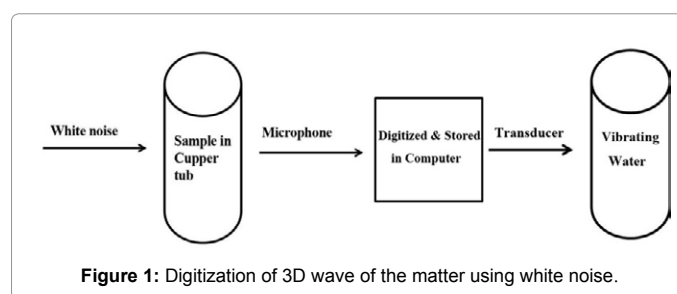 White noise
Sample in
Cupper
tub
Microphone
Digitized & Stored
in Computer
Transducer
Vibrating
Water
Figure 1: Digitization of 3D wave of the matter using white noise.